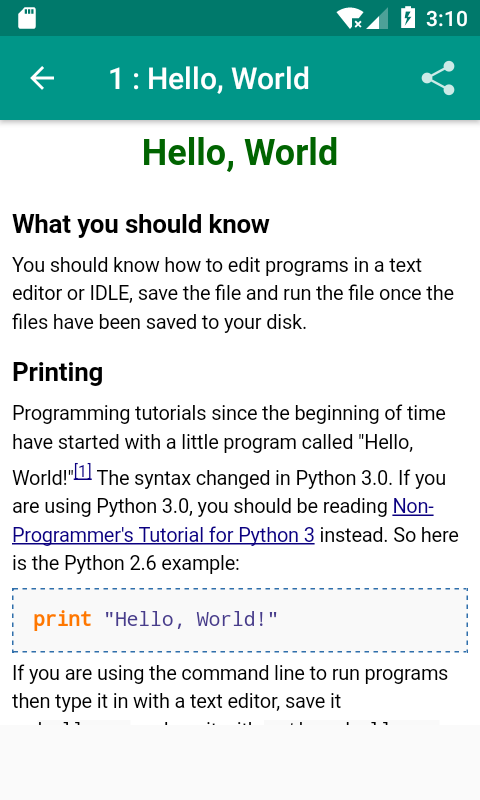 3:10
1 : Hello, World
Hello, World
What you should know
You should know how to edit programs in a text
editor or IDLE, save the file and run the file once the
files have been saved to your disk.
Printing
Programming tutorials since the beginning of time
have started with a little program called "Hello,
World!"[1] The syntax changed in Python 3.0. If you
are using Python 3.0, you should be reading Non-
Programmer's Tutorial for Python 3 instead. So here
is the Python 2.6 example:
print "Hello, World!"
If you are using the command line to run programs
then type it in with a text editor, save it